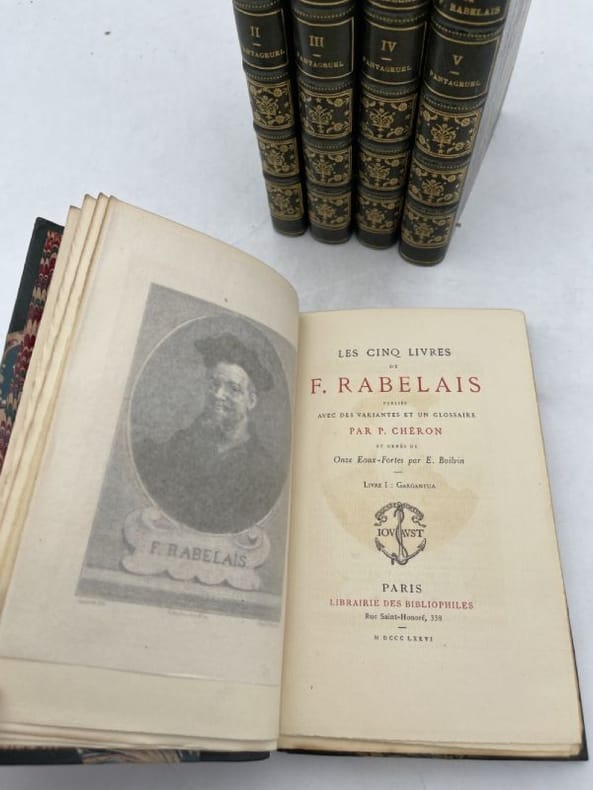 II
PANTAGRUEL
III
PANTAGRUEL
IV
PANTAGRUEL
F. RABELAIS
V
PANTAGRUEL
F. RABELAIS
LES CINQ LIVRES
DE
F. RABELAIS
PUBLIÉS
AVEC DES VARIANTES ET UN GLOSSAIRE
PAR P. CHÉRON
ET ORNÉS DE
Onze Eaux-Fortes par E. Boilvin
LIVRE I : GARGANTUA
IOV AVST
PARIS
LIBRAIRIE DES BIBLIOPHILES
Rue Saint-Honoré, 338
M DCCC LXXVI